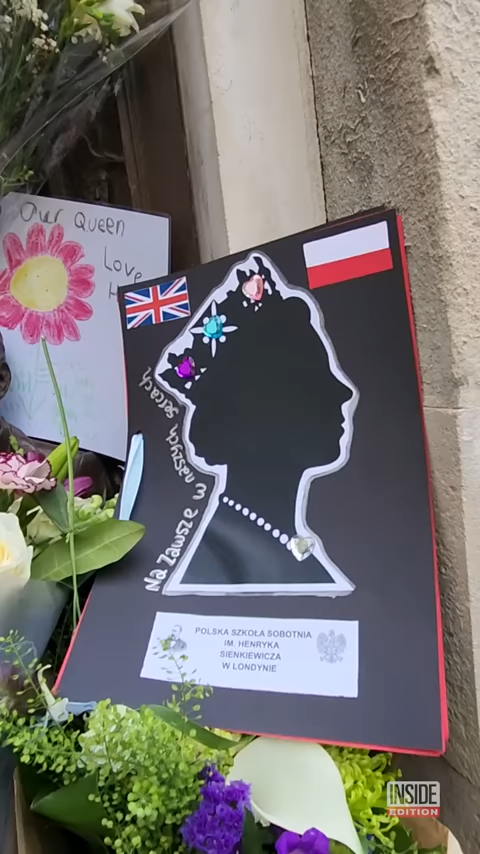 Our Queen
Love
Na zawsze w naszych sercach
POLSKA SZKOŁA SOBOTNIA
IM. HENRYKA
SIENKIEWICZA
W LONDYNIE
INSIDE
EDITION